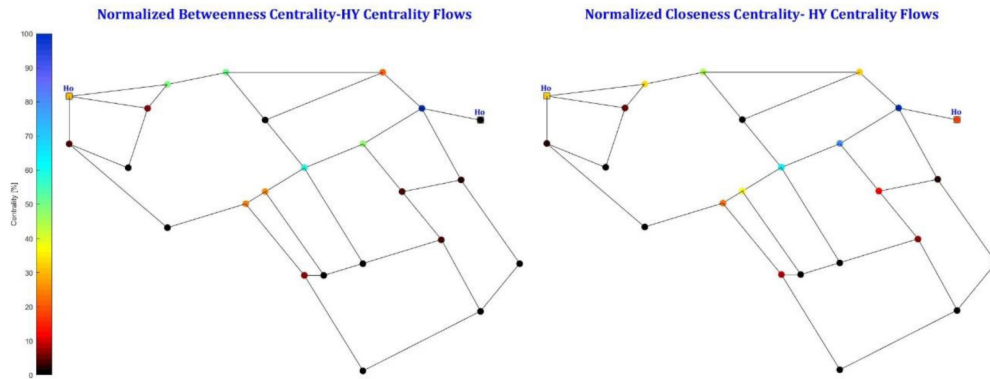 Normalized Betweenness Centrality-HY Centrality Flows
Normalized Closeness Centrality- HY Centrality Flows
100
90
80
70
60
50
40
30
20
10
0
Centrality [%]
Ho
Ho
Ho
Ho